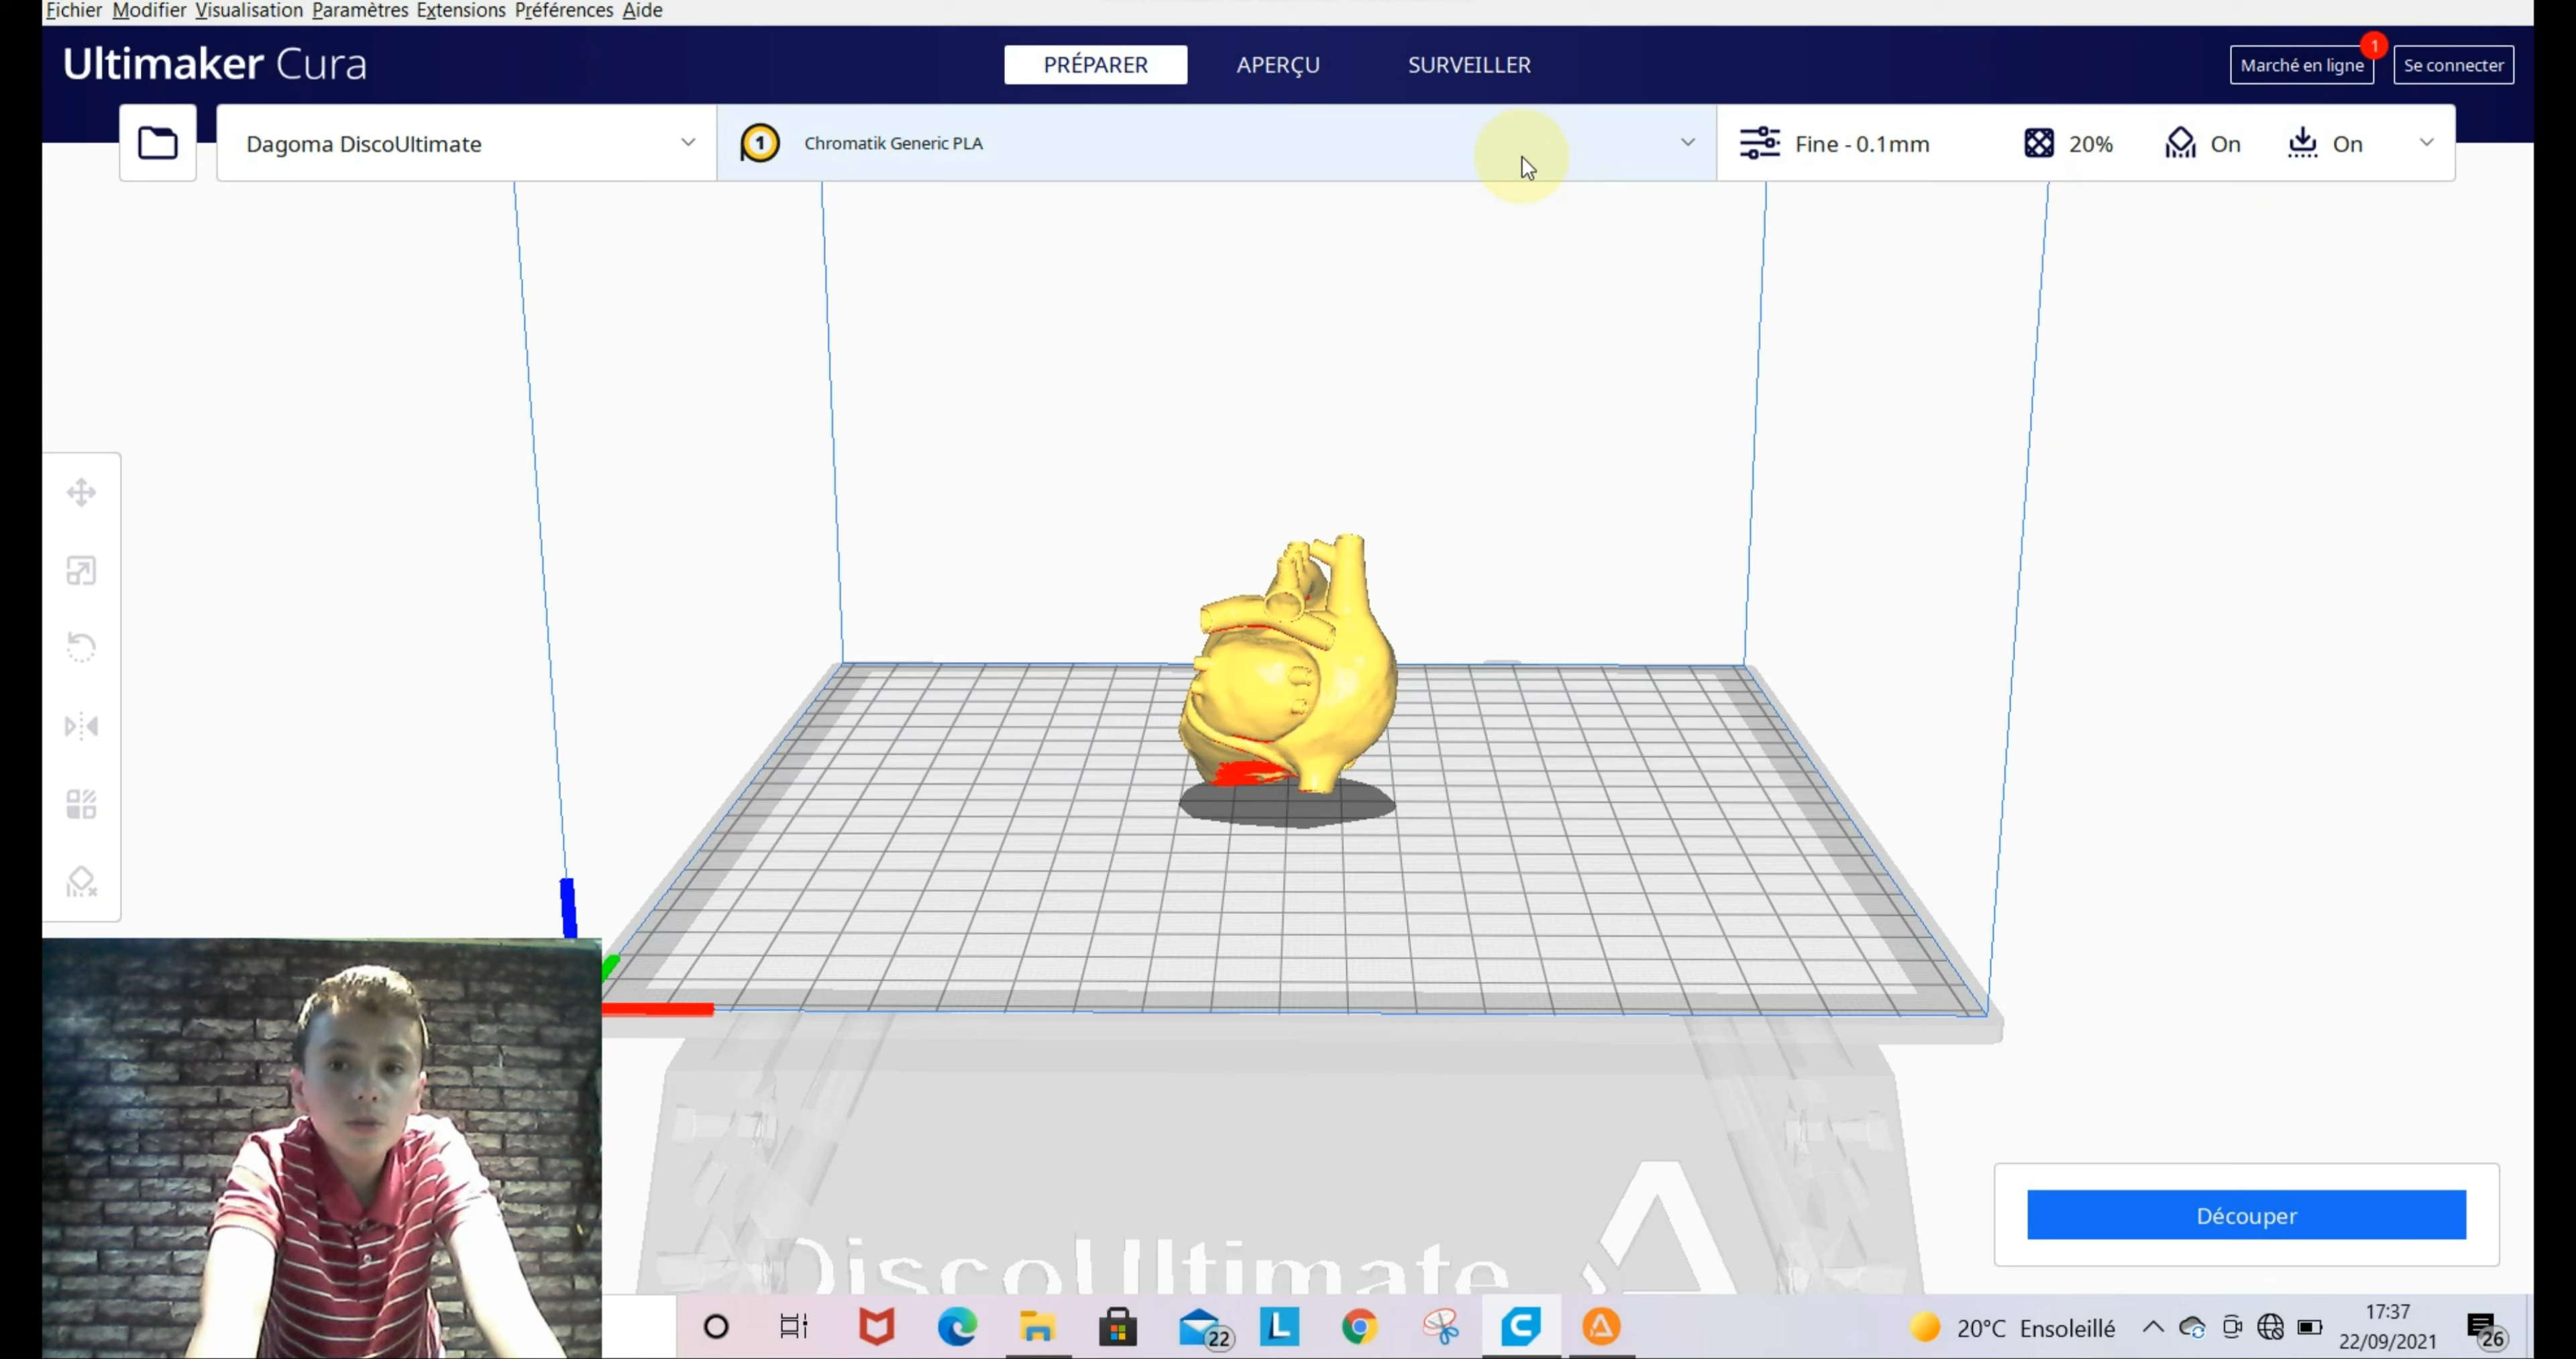 Fichier Modifier Visualisation Paramètres Extensions Préférences Aide
Ultimaker Cura
PRÉPARER
APERÇU
SURVEILLER
Marché en ligne
1
Se connecter
Dagoma DiscoUltimate
1
Chromatik Generic PLA
Fine - 0.1mm
20%
On
On
DiscoUltimate
Découper
22
L
20°C Ensoleillé
17:37
22/09/2021
26